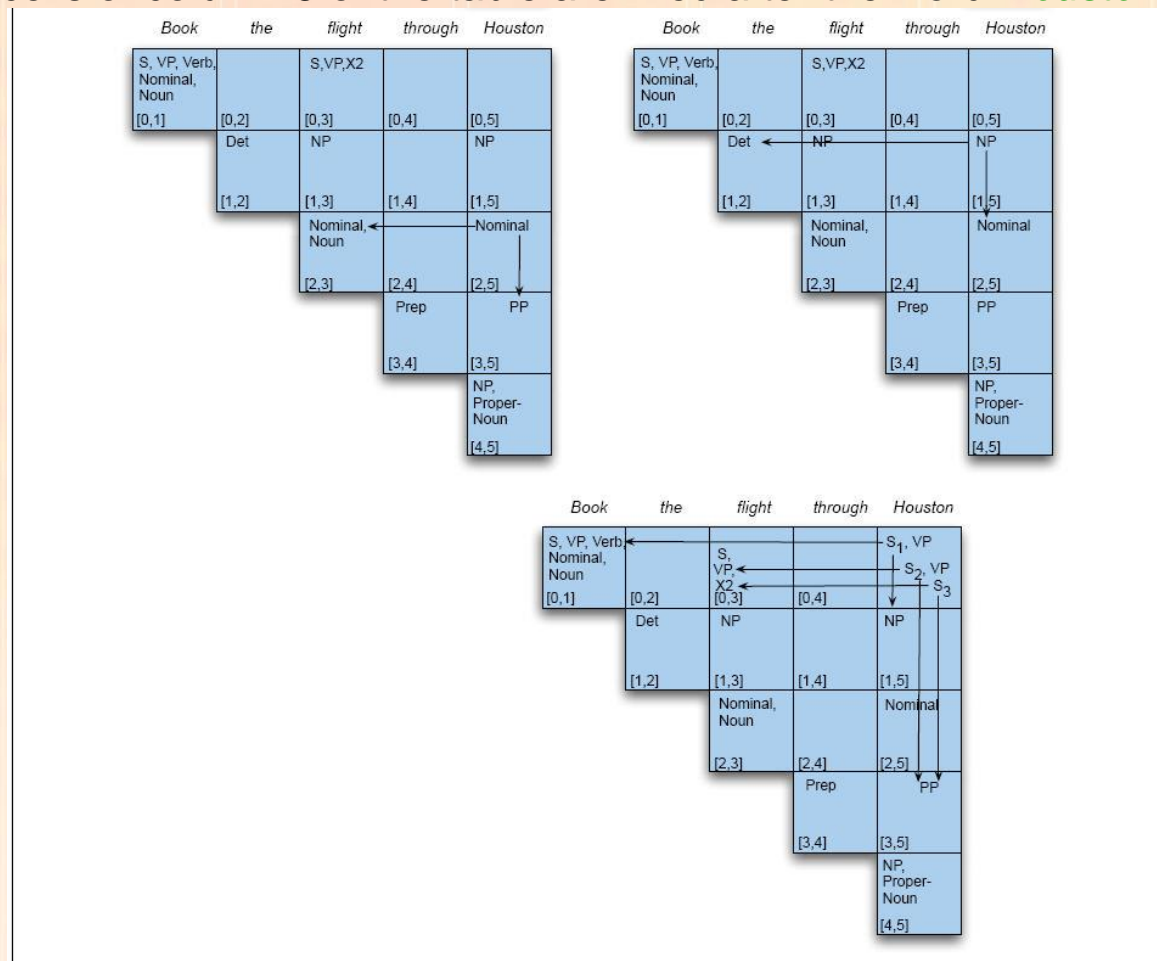 Book the flight through Houston
S, VP, Verb, Nominal, Noun
[0,1]
[0,2]
S,VP,X2
[0,3]
[0,4]
[0,5]
Det
[1,2]
NP
[1,3]
[1,4]
NP
[1,5]
Nominal, Noun
[2,3]
[2,4]
Nominal
[2,5]
Prep
[3,4]
PP
[3,5]
NP, Proper-Noun
[4,5]
Book the flight through Houston
S, VP, Verb, Nominal, Noun
[0,1]
[0,2]
S,VP,X2
[0,3]
[0,4]
[0,5]
Det
[1,2]
NP
[1,3]
[1,4]
NP
[1,5]
Nominal, Noun
[2,3]
[2,4]
Nominal
[2,5]
Prep
[3,4]
PP
[3,5]
NP, Proper-Noun
[4,5]
Book the flight through Houston
S, VP, Verb, Nominal, Noun
[0,1]
[0,2]
S, VP, X2
[0,3]
[0,4]
S1, VP
S2, VP
S3
Det
[1,2]
NP
[1,3]
[1,4]
NP
[1,5]
Nominal, Noun
[2,3]
[2,4]
Nominal
[2,5]
Prep
[3,4]
PP
[3,5]
NP, Proper-Noun
[4,5]